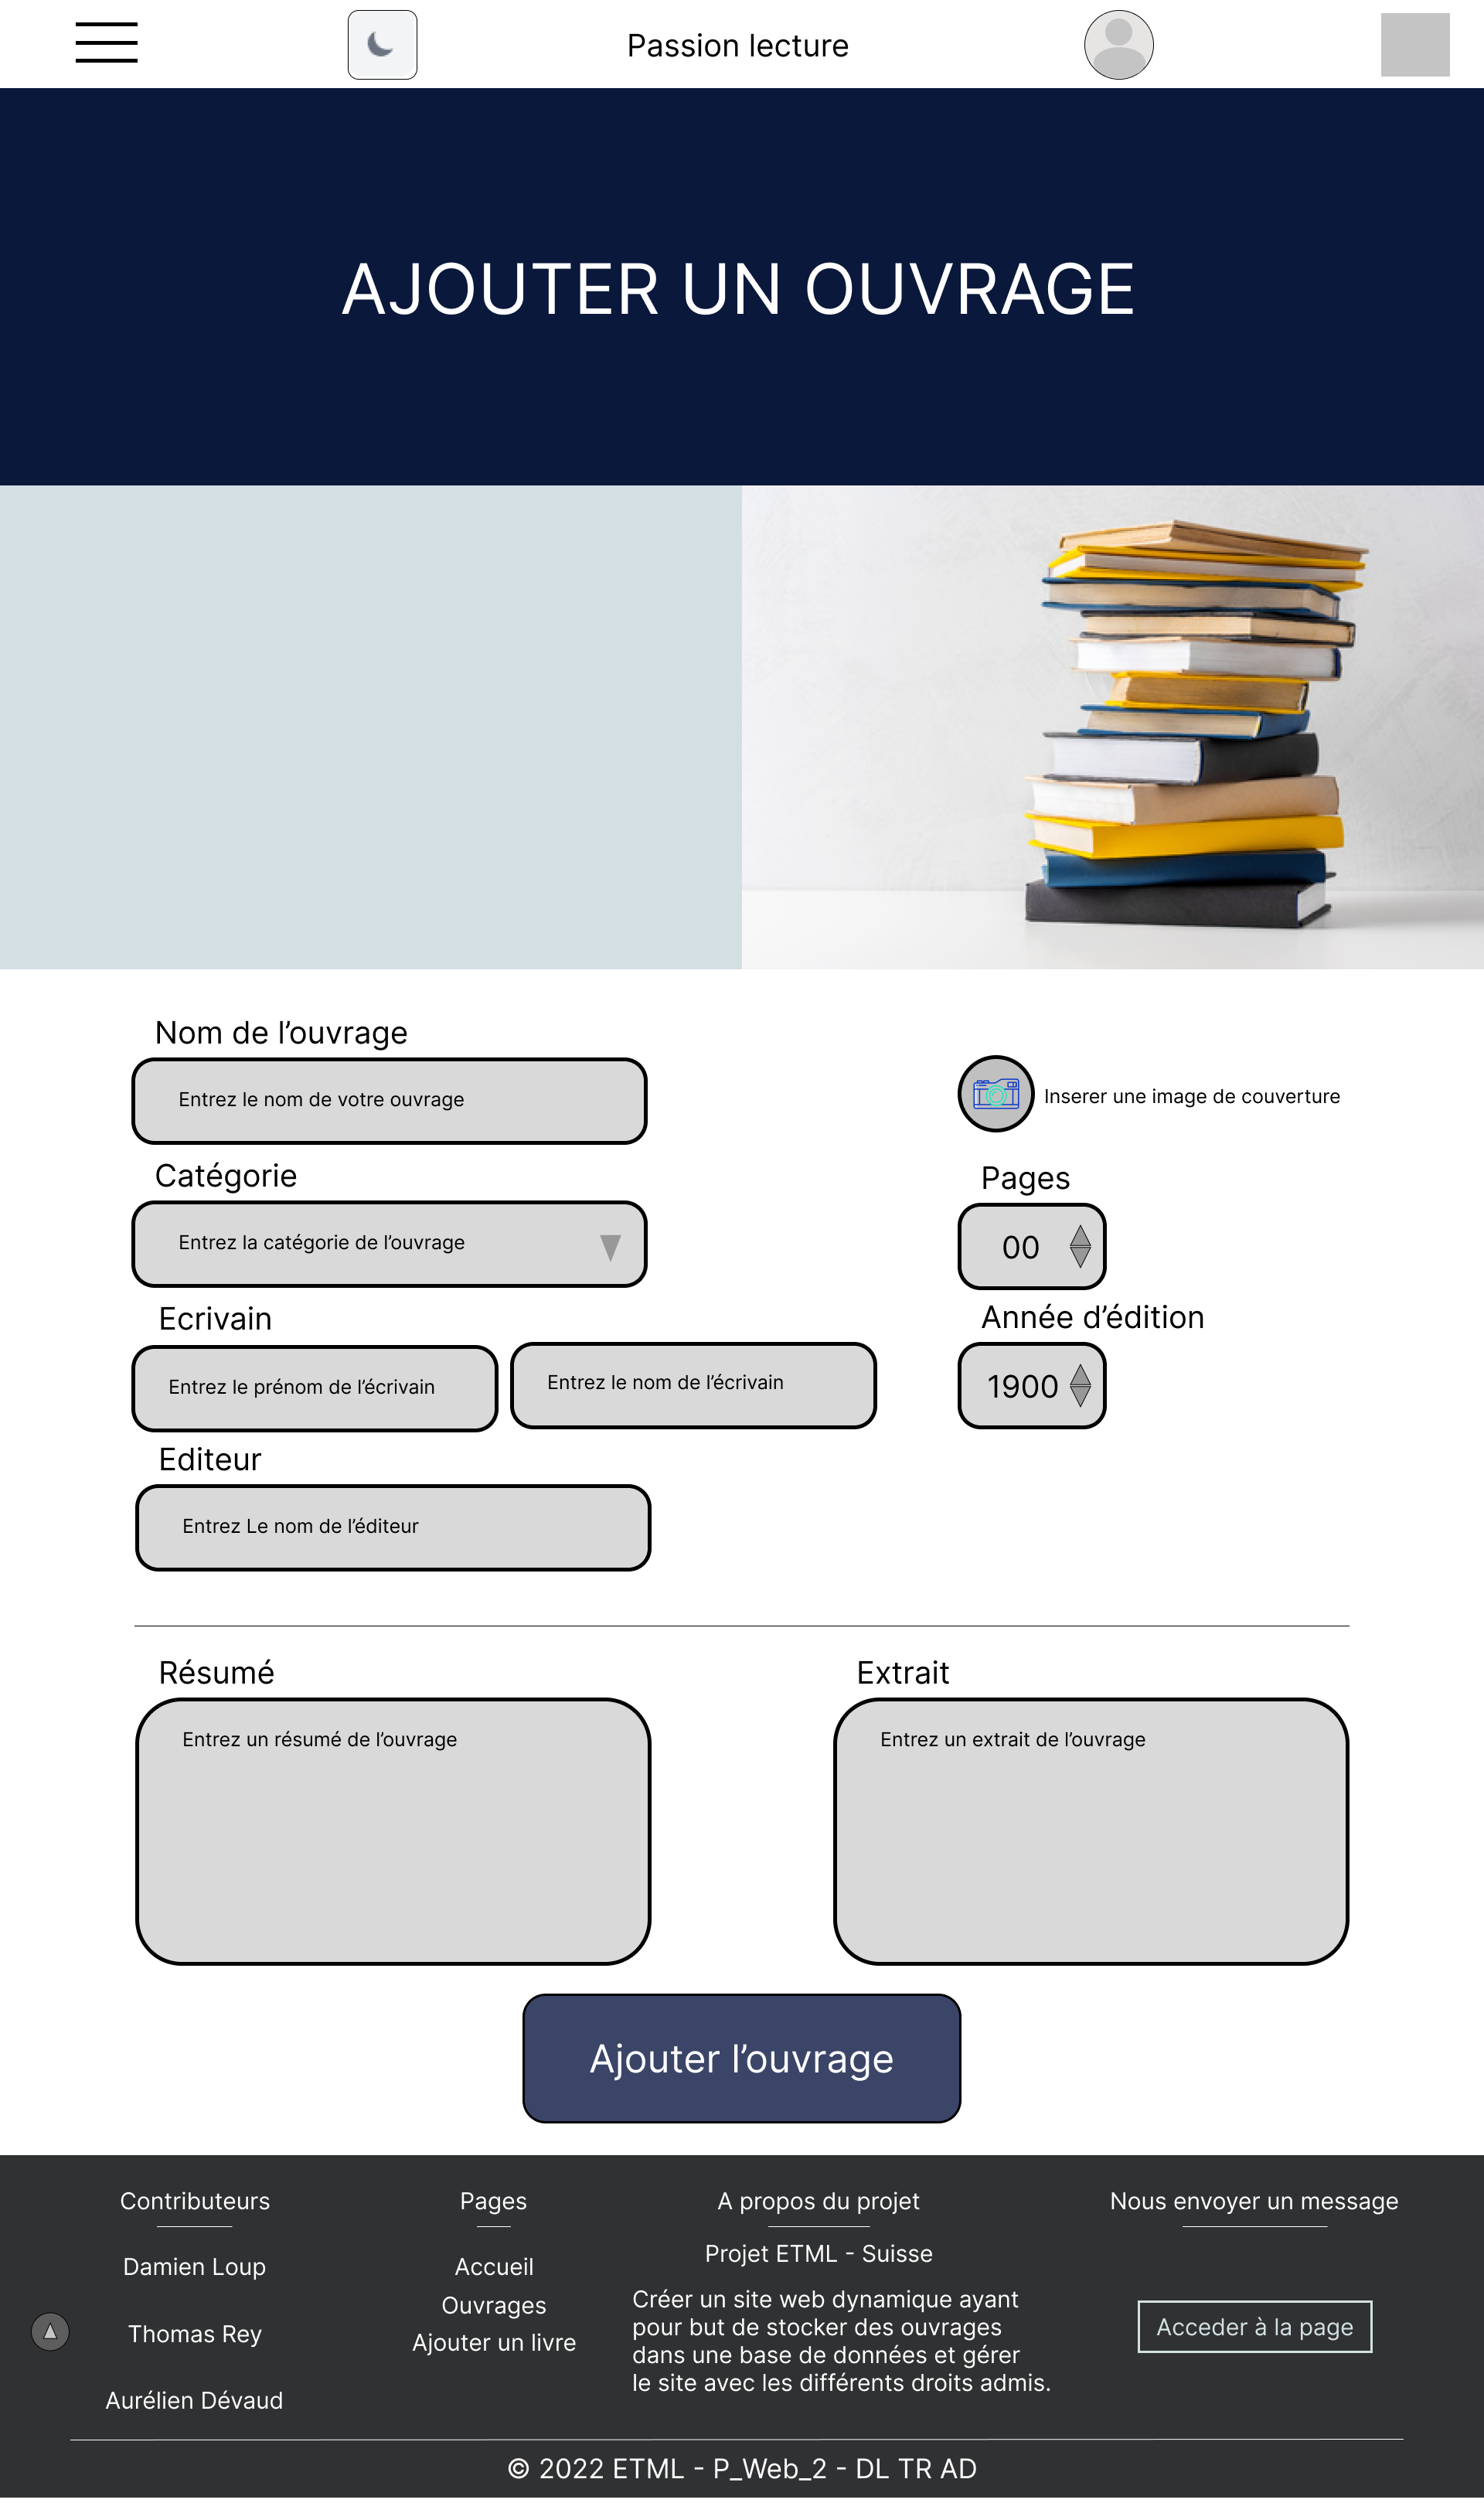 Passion lecture
AJOUTER UN OUVRAGE
Nom de l’ouvrage
Entrez le nom de votre ouvrage
Inserer une image de couverture
Catégorie
Entrez la catégorie de l’ouvrage
Pages
00
Ecrivain
Entrez le prénom de l’écrivain
Entrez le nom de l’écrivain
Année d’édition
1900
Editeur
Entrez Le nom de l’éditeur
Résumé
Entrez un résumé de l’ouvrage
Extrait
Entrez un extrait de l’ouvrage
Ajouter l’ouvrage
Contributeurs
Damien Loup
Thomas Rey
Aurélien Dévaud
Pages
Accueil
Ouvrages
Ajouter un livre
A propos du projet
Projet ETML - Suisse
Créer un site web dynamique ayant
pour but de stocker des ouvrages
dans une base de données et gérer
le site avec les différents droits admis.
Nous envoyer un message
Acceder à la page
© 2022 ETML - P_Web_2 - DL TR AD